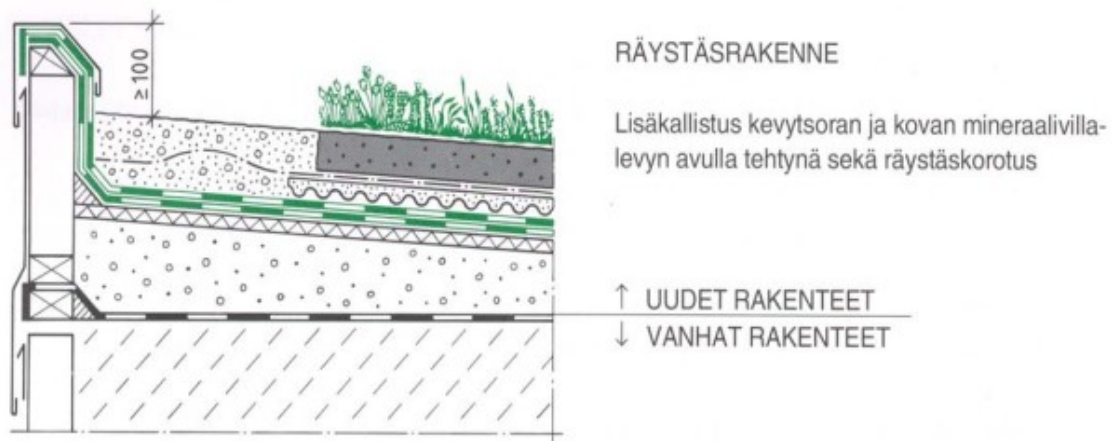 ≥100
RÄYSTÄSRAKENNE
Lisäkallistus kevytsoran ja kovan mineraalivilla-
levyn avulla tehtynä sekä räystäskorotus
↑ UUDET RAKENTEET
↓ VANHAT RAKENTEET